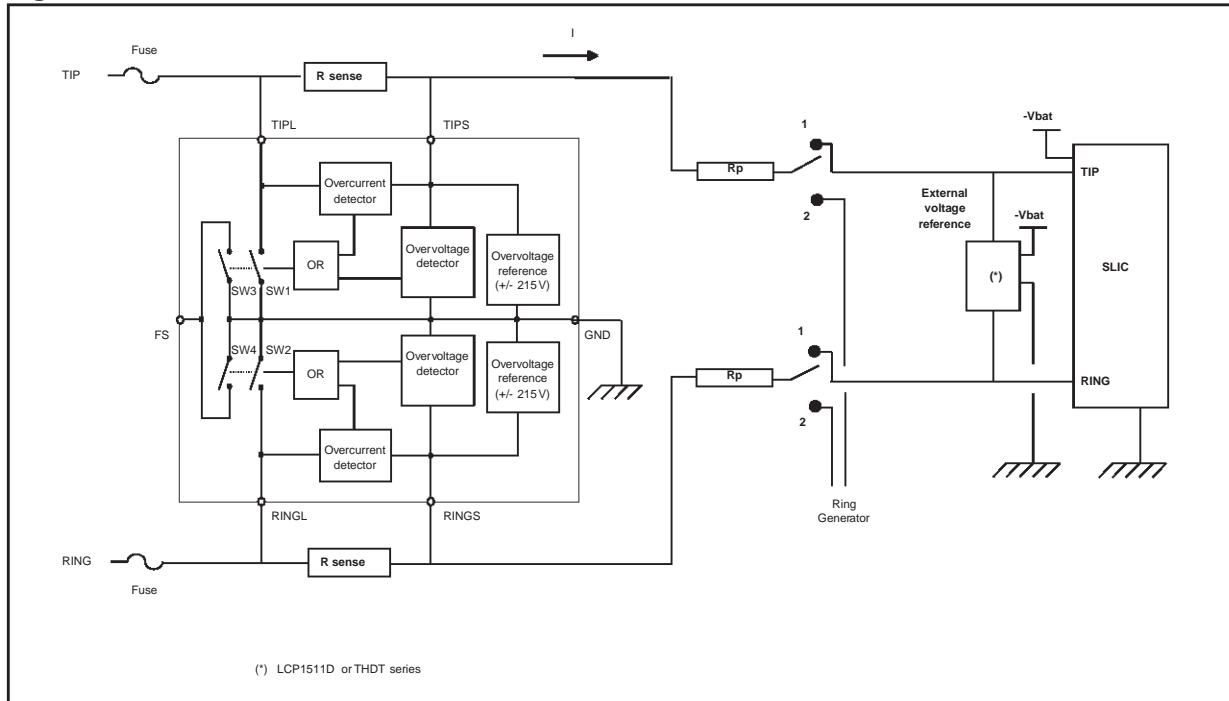 I
Fuse
TIP
R sense
TIPL
TIPS
1
-Vbat
Rp
TIP
Overcurrent
detector
2
External
voltage
reference
-Vbat
OR
Overvoltage
detector
Overvoltage
reference
(+/- 215 V)
(*)
SLIC
SW3
SW1
FS
GND
1
SW4
SW2
OR
Overvoltage
detector
Overvoltage
reference
(+/- 215 V)
Rp
RING
2
Overcurrent
detector
RINGL
RINGS
Ring
Generator
RING
R sense
Fuse
(*) LCP1511D or THDT series